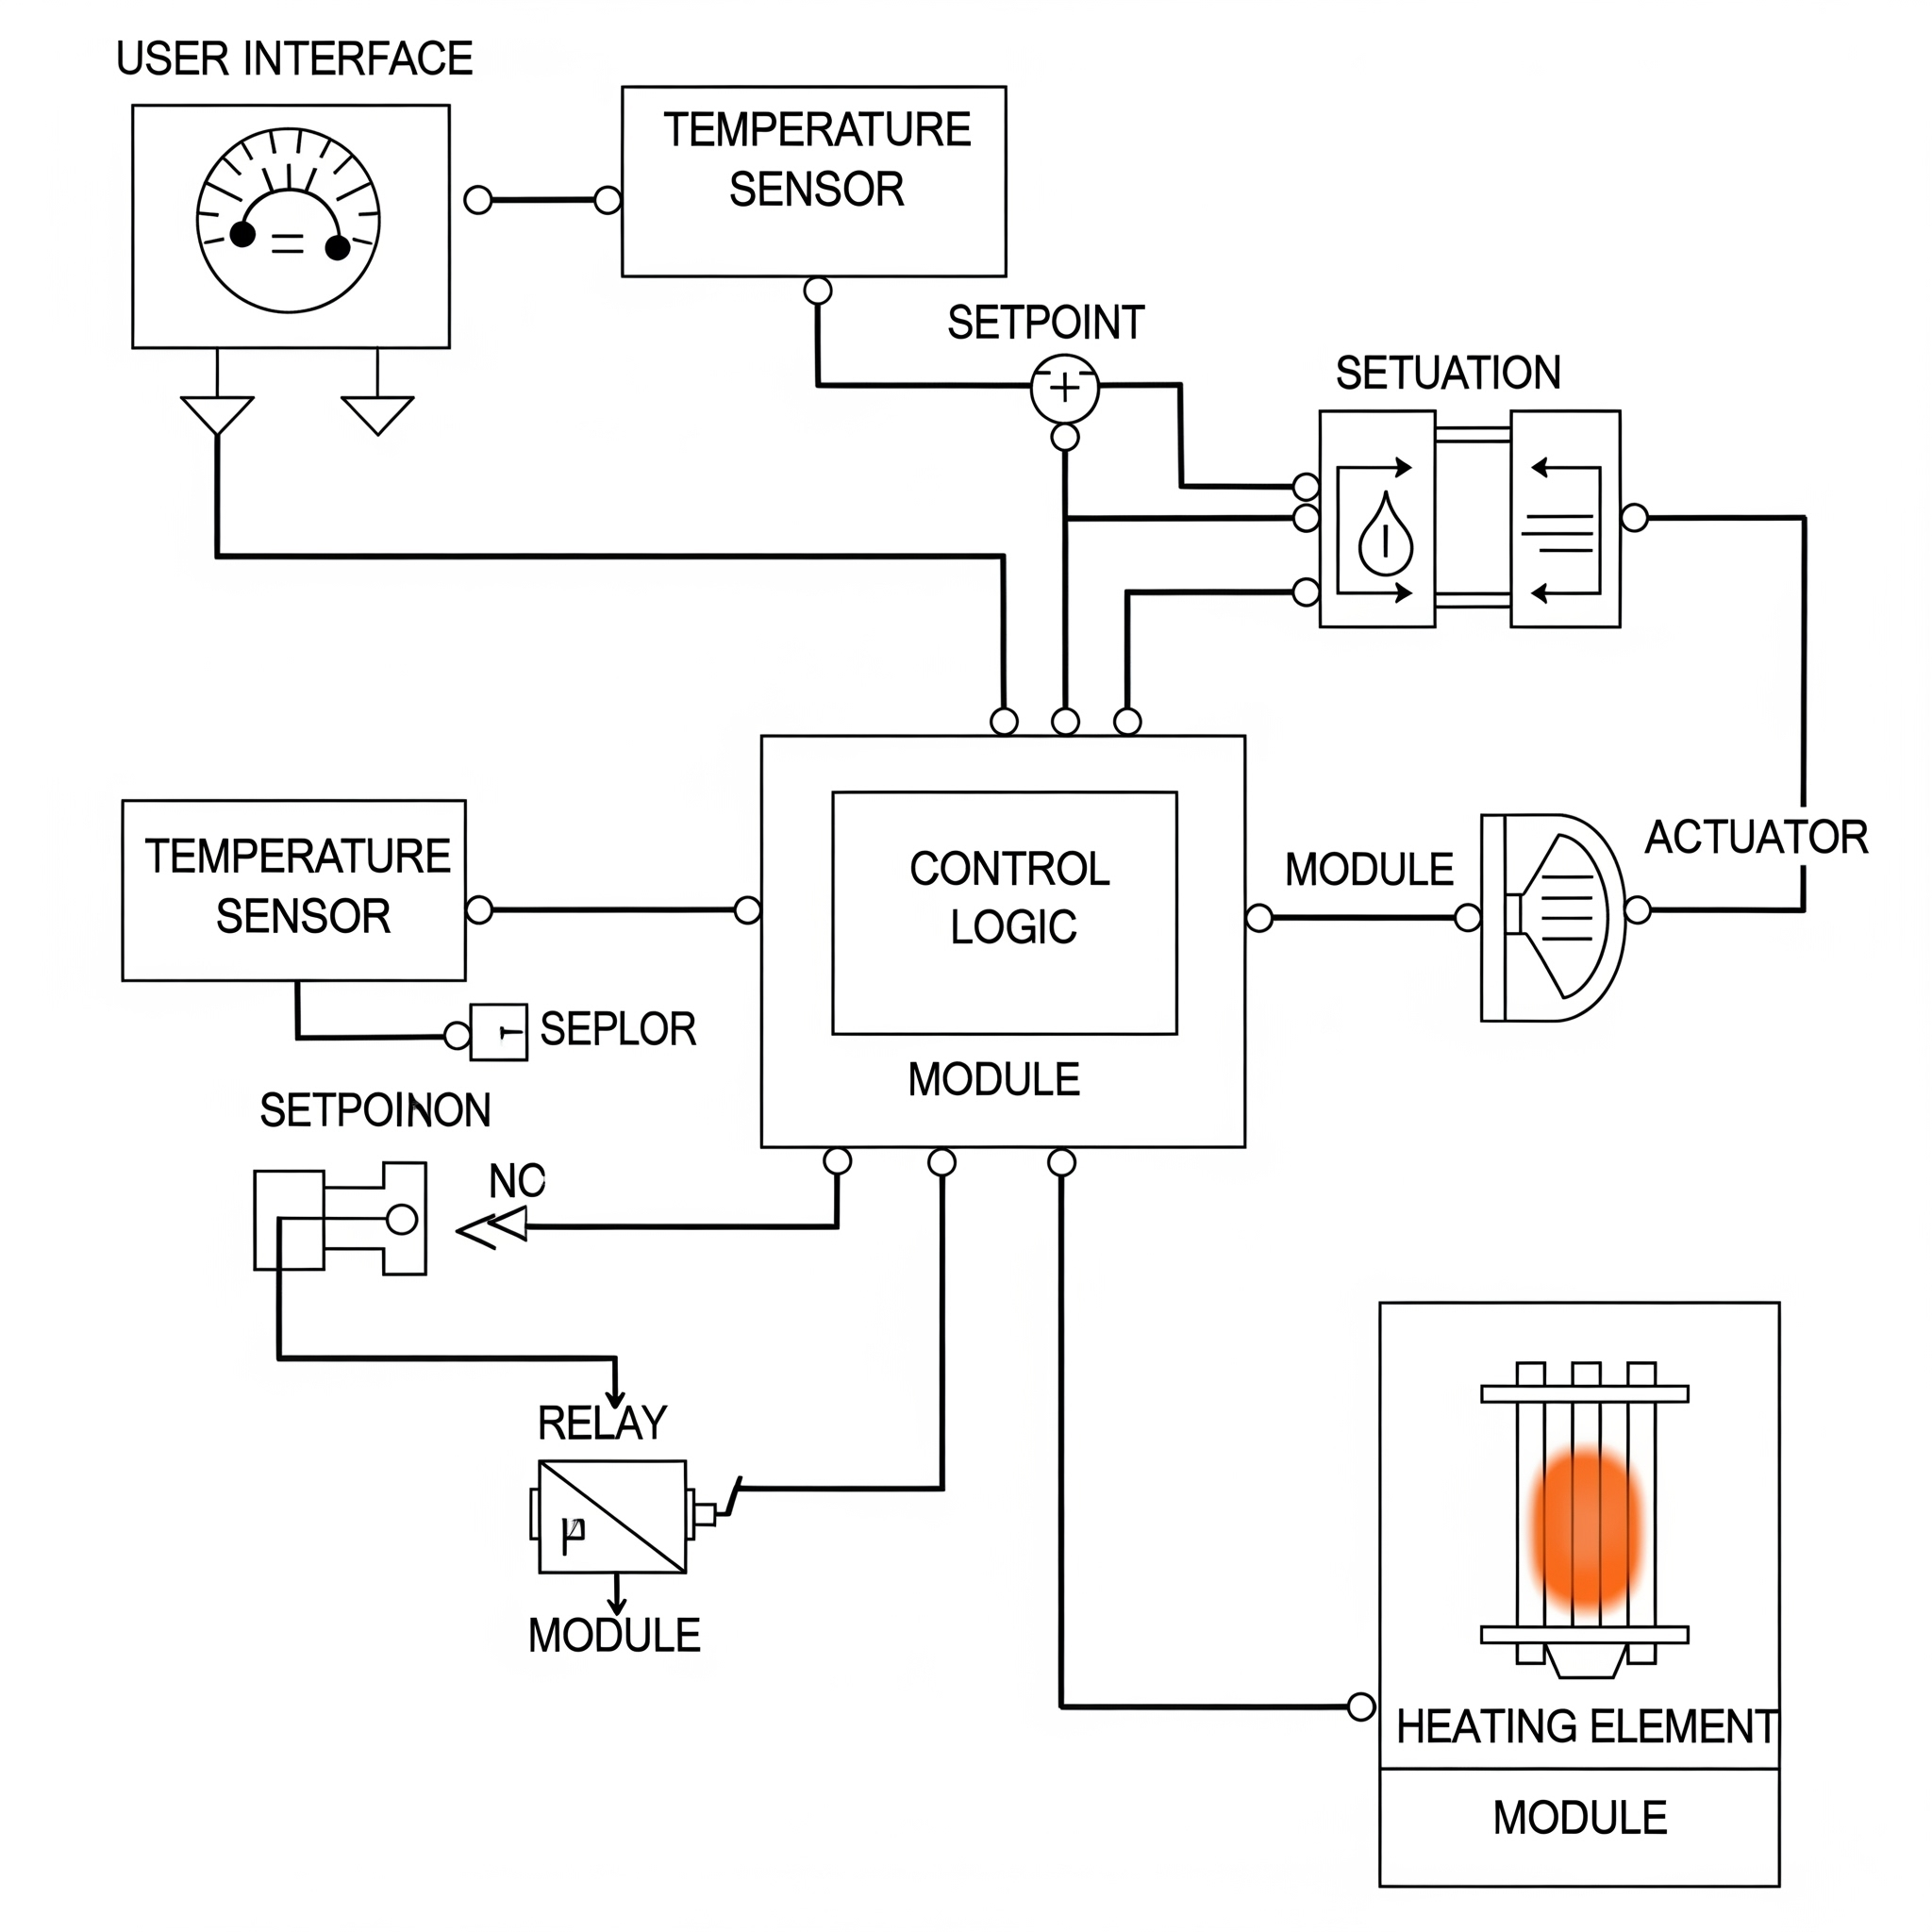 USER INTERFACE
TEMPERATURE
SENSOR
SETPOINT
SETUATION
TEMPERATURE
SENSOR
CONTROL
LOGIC
MODULE
MODULE
ACTUATOR
SEPLOR
SETPOINON
NO
RELAY
MODULE
HEATING ELEMENT
MODULE